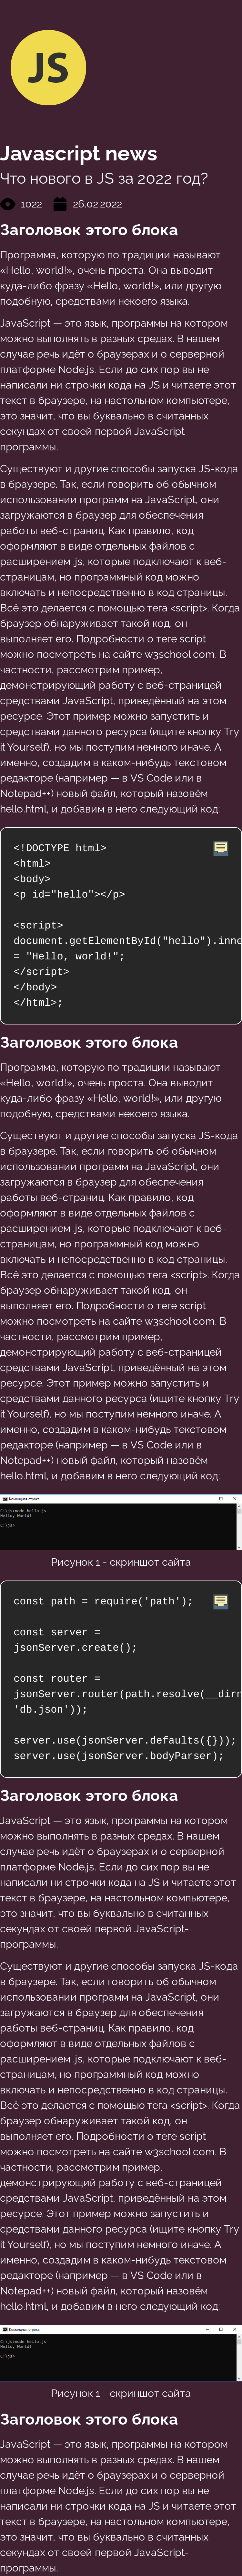 JS
Javascript news
Что нового в JS за 2022 год?
1022 26.02.2022
Заголовок этого блока
Программа, которую по традиции называют
«Hello, world!», очень проста. Она выводит
куда-либо фразу «Hello, world!», или другую
подобную, средствами некоего языка.
JavaScript — это язык, программы на котором
можно выполнять в разных средах. В нашем
случае речь идёт о браузерах и о серверной
платформе Node.js. Если до сих пор вы не
написали ни строчки кода на JS и читаете этот
текст в браузере, на настольном компьютере,
это значит, что вы буквально в считанных
секундах от своей первой JavaScript-
программы.
Существуют и другие способы запуска JS-кода
в браузере. Так, если говорить об обычном
использовании программ на JavaScript, они
загружаются в браузер для обеспечения
работы веб-страниц. Как правило, код
оформляют в виде отдельных файлов с
расширением .js, которые подключают к веб-
страницам, но программный код можно
включать и непосредственно в код страницы.
Всё это делается с помощью тега <script>. Когда
браузер обнаруживает такой код, он
выполняет его. Подробности о теге script
можно посмотреть на сайте w3school.com. В
частности, рассмотрим пример,
демонстрирующий работу с веб-страницей
средствами JavaScript, приведённый на этом
ресурсе. Этот пример можно запустить и
средствами данного ресурса (ищите кнопку Try
it Yourself), но мы поступим немного иначе. А
именно, создадим в каком-нибудь текстовом
редакторе (например — в VS Code или в
Notepad++) новый файл, который назовём
hello.html, и добавим в него следующий код:
<!DOCTYPE html>
<html>
<body>
<p id="hello"></p>
<script>
document.getElementById("hello").inne
= "Hello, world!";
</script>
</body>
</html>;
Заголовок этого блока
Программа, которую по традиции называют
«Hello, world!», очень проста. Она выводит
куда-либо фразу «Hello, world!», или другую
подобную, средствами некоего языка.
Существуют и другие способы запуска JS-кода
в браузере. Так, если говорить об обычном
использовании программ на JavaScript, они
загружаются в браузер для обеспечения
работы веб-страниц. Как правило, код
оформляют в виде отдельных файлов с
расширением .js, которые подключают к веб-
страницам, но программный код можно
включать и непосредственно в код страницы.
Всё это делается с помощью тега <script>. Когда
браузер обнаруживает такой код, он
выполняет его. Подробности о теге script
можно посмотреть на сайте w3school.com. В
частности, рассмотрим пример,
демонстрирующий работу с веб-страницей
средствами JavaScript, приведённый на этом
ресурсе. Этот пример можно запустить и
средствами данного ресурса (ищите кнопку Try
it Yourself), но мы поступим немного иначе. А
именно, создадим в каком-нибудь текстовом
редакторе (например — в VS Code или в
Notepad++) новый файл, который назовём
hello.html, и добавим в него следующий код:
Командная строка
E:\js>node hello.js
Hello, World!
E:\js>
Рисунок 1 - скриншот сайта
const path = require('path');
const server =
jsonServer.create();
const router =
jsonServer.router(path.resolve(__dirn
'db.json'));
server.use(jsonServer.defaults({}));
server.use(jsonServer.bodyParser);
Заголовок этого блока
JavaScript — это язык, программы на котором
можно выполнять в разных средах. В нашем
случае речь идёт о браузерах и о серверной
платформе Node.js. Если до сих пор вы не
написали ни строчки кода на JS и читаете этот
текст в браузере, на настольном компьютере,
это значит, что вы буквально в считанных
секундах от своей первой JavaScript-
программы.
Существуют и другие способы запуска JS-кода
в браузере. Так, если говорить об обычном
использовании программ на JavaScript, они
загружаются в браузер для обеспечения
работы веб-страниц. Как правило, код
оформляют в виде отдельных файлов с
расширением .js, которые подключают к веб-
страницам, но программный код можно
включать и непосредственно в код страницы.
Всё это делается с помощью тега <script>. Когда
браузер обнаруживает такой код, он
выполняет его. Подробности о теге script
можно посмотреть на сайте w3school.com. В
частности, рассмотрим пример,
демонстрирующий работу с веб-страницей
средствами JavaScript, приведённый на этом
ресурсе. Этот пример можно запустить и
средствами данного ресурса (ищите кнопку Try
it Yourself), но мы поступим немного иначе. А
именно, создадим в каком-нибудь текстовом
редакторе (например — в VS Code или в
Notepad++) новый файл, который назовём
hello.html, и добавим в него следующий код:
Командная строка
E:\js>node hello.js
Hello, World!
E:\js>
Рисунок 1 - скриншот сайта
Заголовок этого блока
JavaScript — это язык, программы на котором
можно выполнять в разных средах. В нашем
случае речь идёт о браузерах и о серверной
платформе Node.js. Если до сих пор вы не
написали ни строчки кода на JS и читаете этот
текст в браузере, на настольном компьютере,
это значит, что вы буквально в считанных
секундах от своей первой JavaScript-
программы.